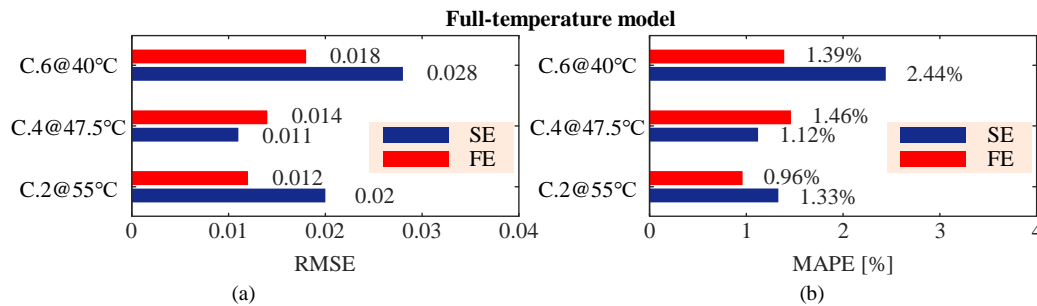 Full-temperature model
C.6@40°C
0.018
0.028
C.4@47.5°C
0.014
0.011
C.2@55°C
0.012
0.02
SE
FE
0 0.01 0.02 0.03 0.04
RMSE
(a)
C.6@40°C
1.39%
2.44%
C.4@47.5°C
1.46%
1.12%
C.2@55°C
0.96%
1.33%
SE
FE
0 1 2 3 4
MAPE [%]
(b)